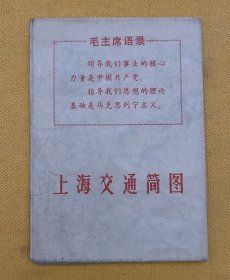 毛主席语录
领导我们事业的核心
力量是中国共产党。
指导我们思想的理论
基础是马克思列宁主义。
上海交通简图